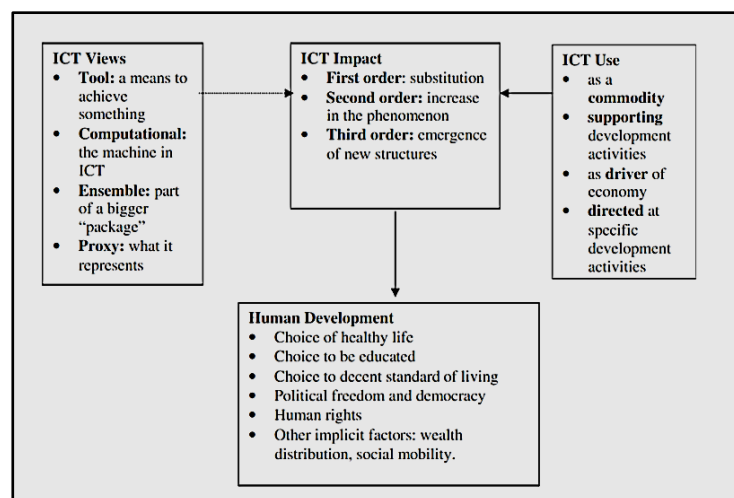 ICT Views
• Tool: a means to
achieve
something
• Computational:
the machine in
ICT
• Ensemble: part
of a bigger
“package”
• Proxy: what it
represents
ICT Impact
• First order: substitution
• Second order: increase
in the phenomenon
• Third order: emergence
of new structures
ICT Use
• as a
commodity
• supporting
development
activities
• as driver of
economy
• directed at
specific
development
activities
Human Development
• Choice of healthy life
• Choice to be educated
• Choice to decent standard of living
• Political freedom and democracy
• Human rights
• Other implicit factors: wealth
distribution, social mobility.